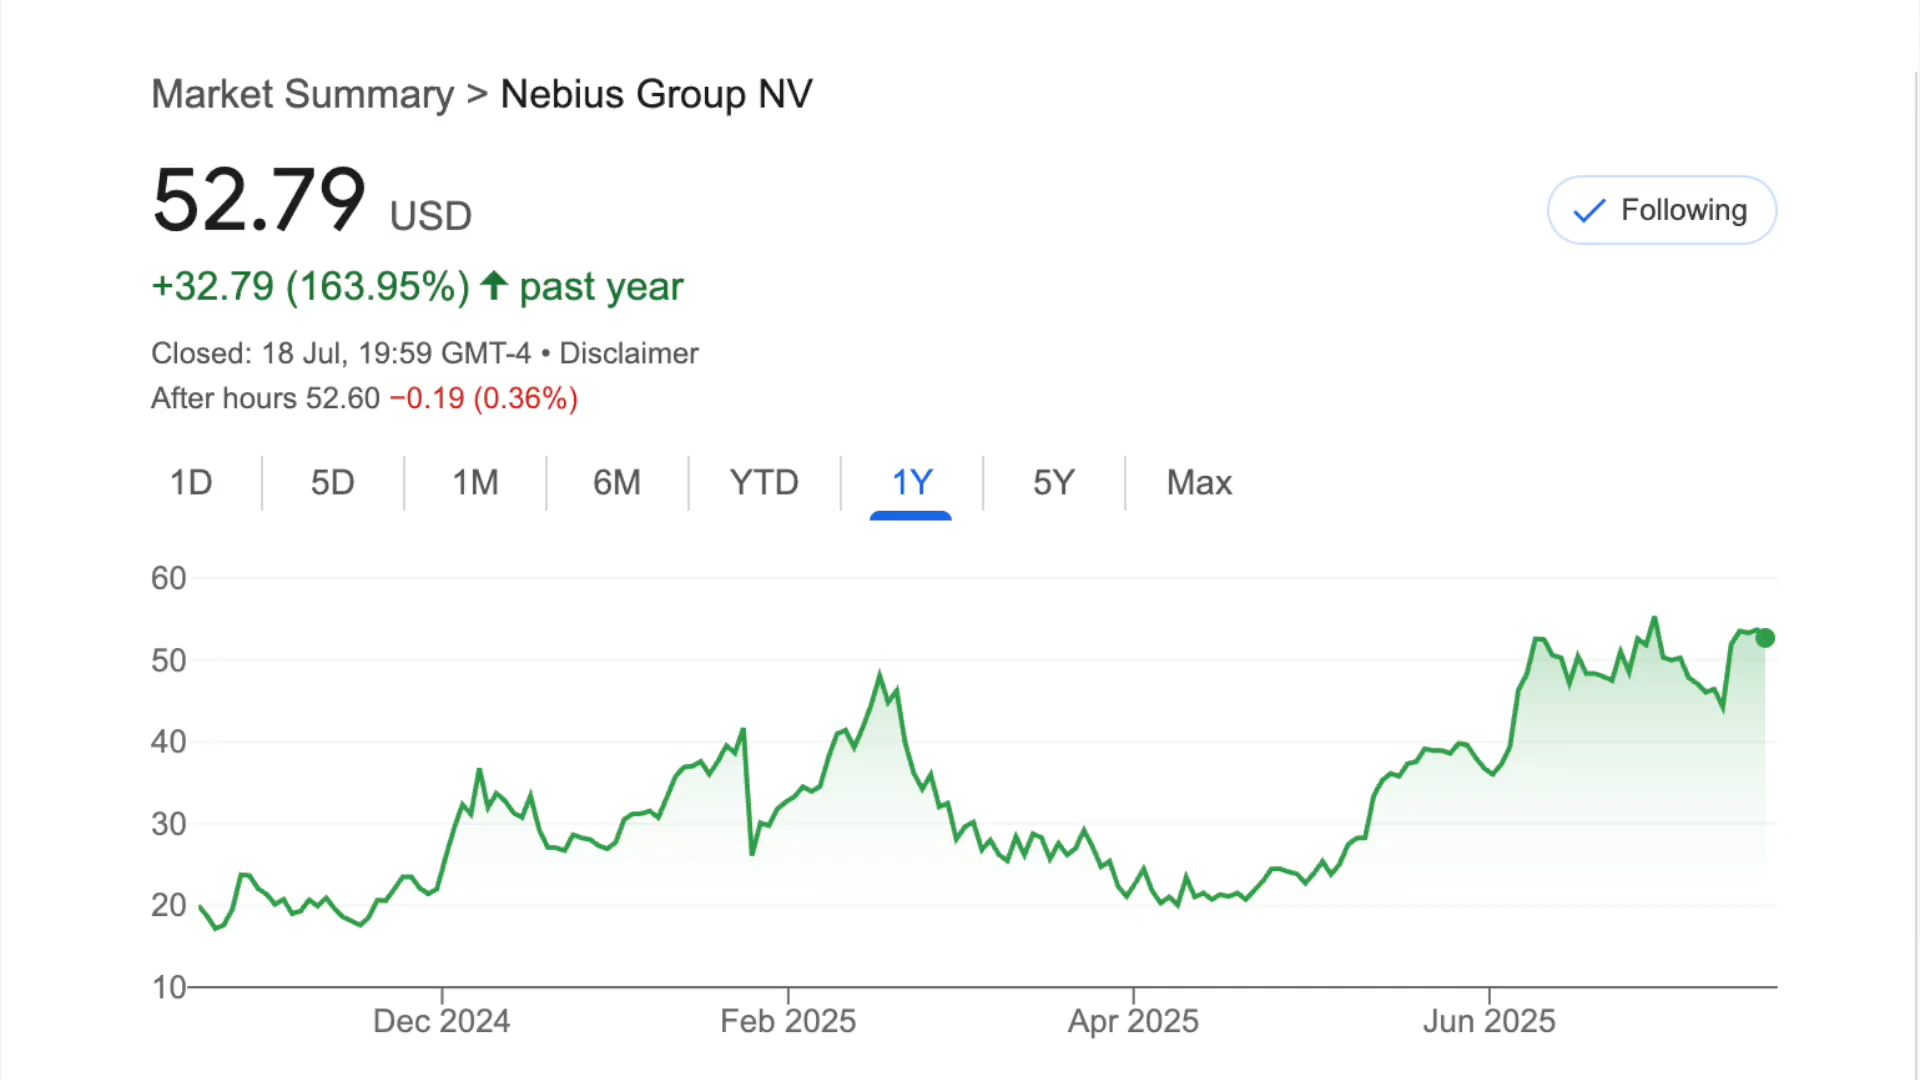 Market Summary > Nebius Group NV
52.79 USD
Following
+32.79 (163.95%) ↑ past year
Closed: 18 Jul, 19:59 GMT-4 • Disclaimer
After hours 52.60 −0.19 (0.36%)
1D 5D 1M 6M YTD 1Y 5Y Max
60
50
40
30
20
10
Dec 2024 Feb 2025 Apr 2025 Jun 2025